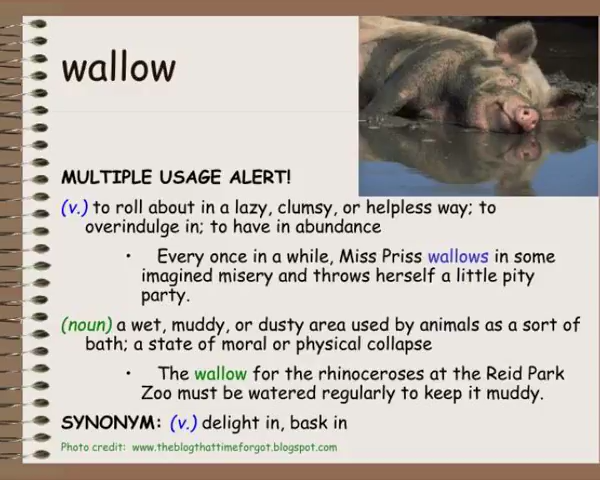 wallow
MULTIPLE USAGE ALERT!
(v.) to roll about in a lazy, clumsy, or helpless way; to
overindulge in; to have in abundance
• Every once in a while, Miss Priss wallows in some
imagined misery and throws herself a little pity
party.
(noun) a wet, muddy, or dusty area used by animals as a sort of
bath; a state of moral or physical collapse
• The wallow for the rhinoceroses at the Reid Park
Zoo must be watered regularly to keep it muddy.
SYNONYM: (v.) delight in, bask in
Photo credit: www.theblogthattimeforgot.blogspot.com